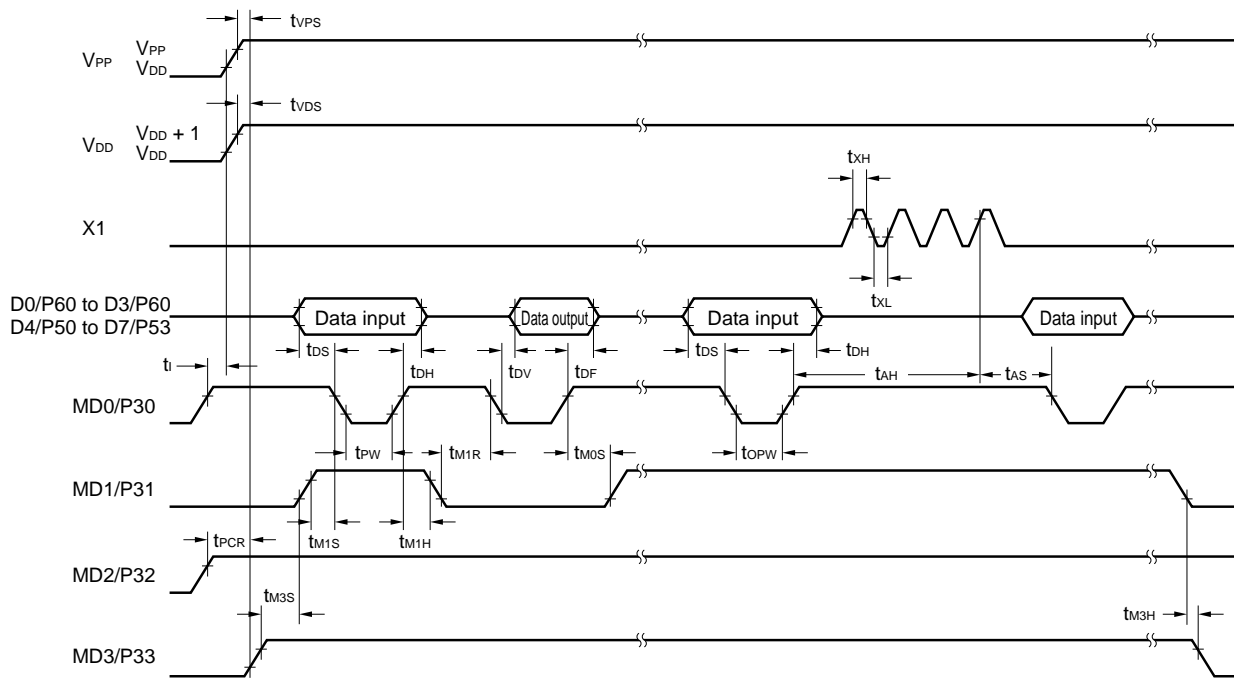 tVPS
VPP
VPP
VDD
tVDS
VDD
VDD + 1
VDD
tXH
X1
tXL
D0/P60 to D3/P60
D4/P50 to D7/P53
Data input
Data output
Data input
Data input
tI
tDS
tDH
tDV
tDF
tDS
tDH
tAH
tAS
MD0/P30
tPW
tM1R
tM0S
tOPW
MD1/P31
tPCR
tM1S
tM1H
MD2/P32
tM3S
tM3H
MD3/P33